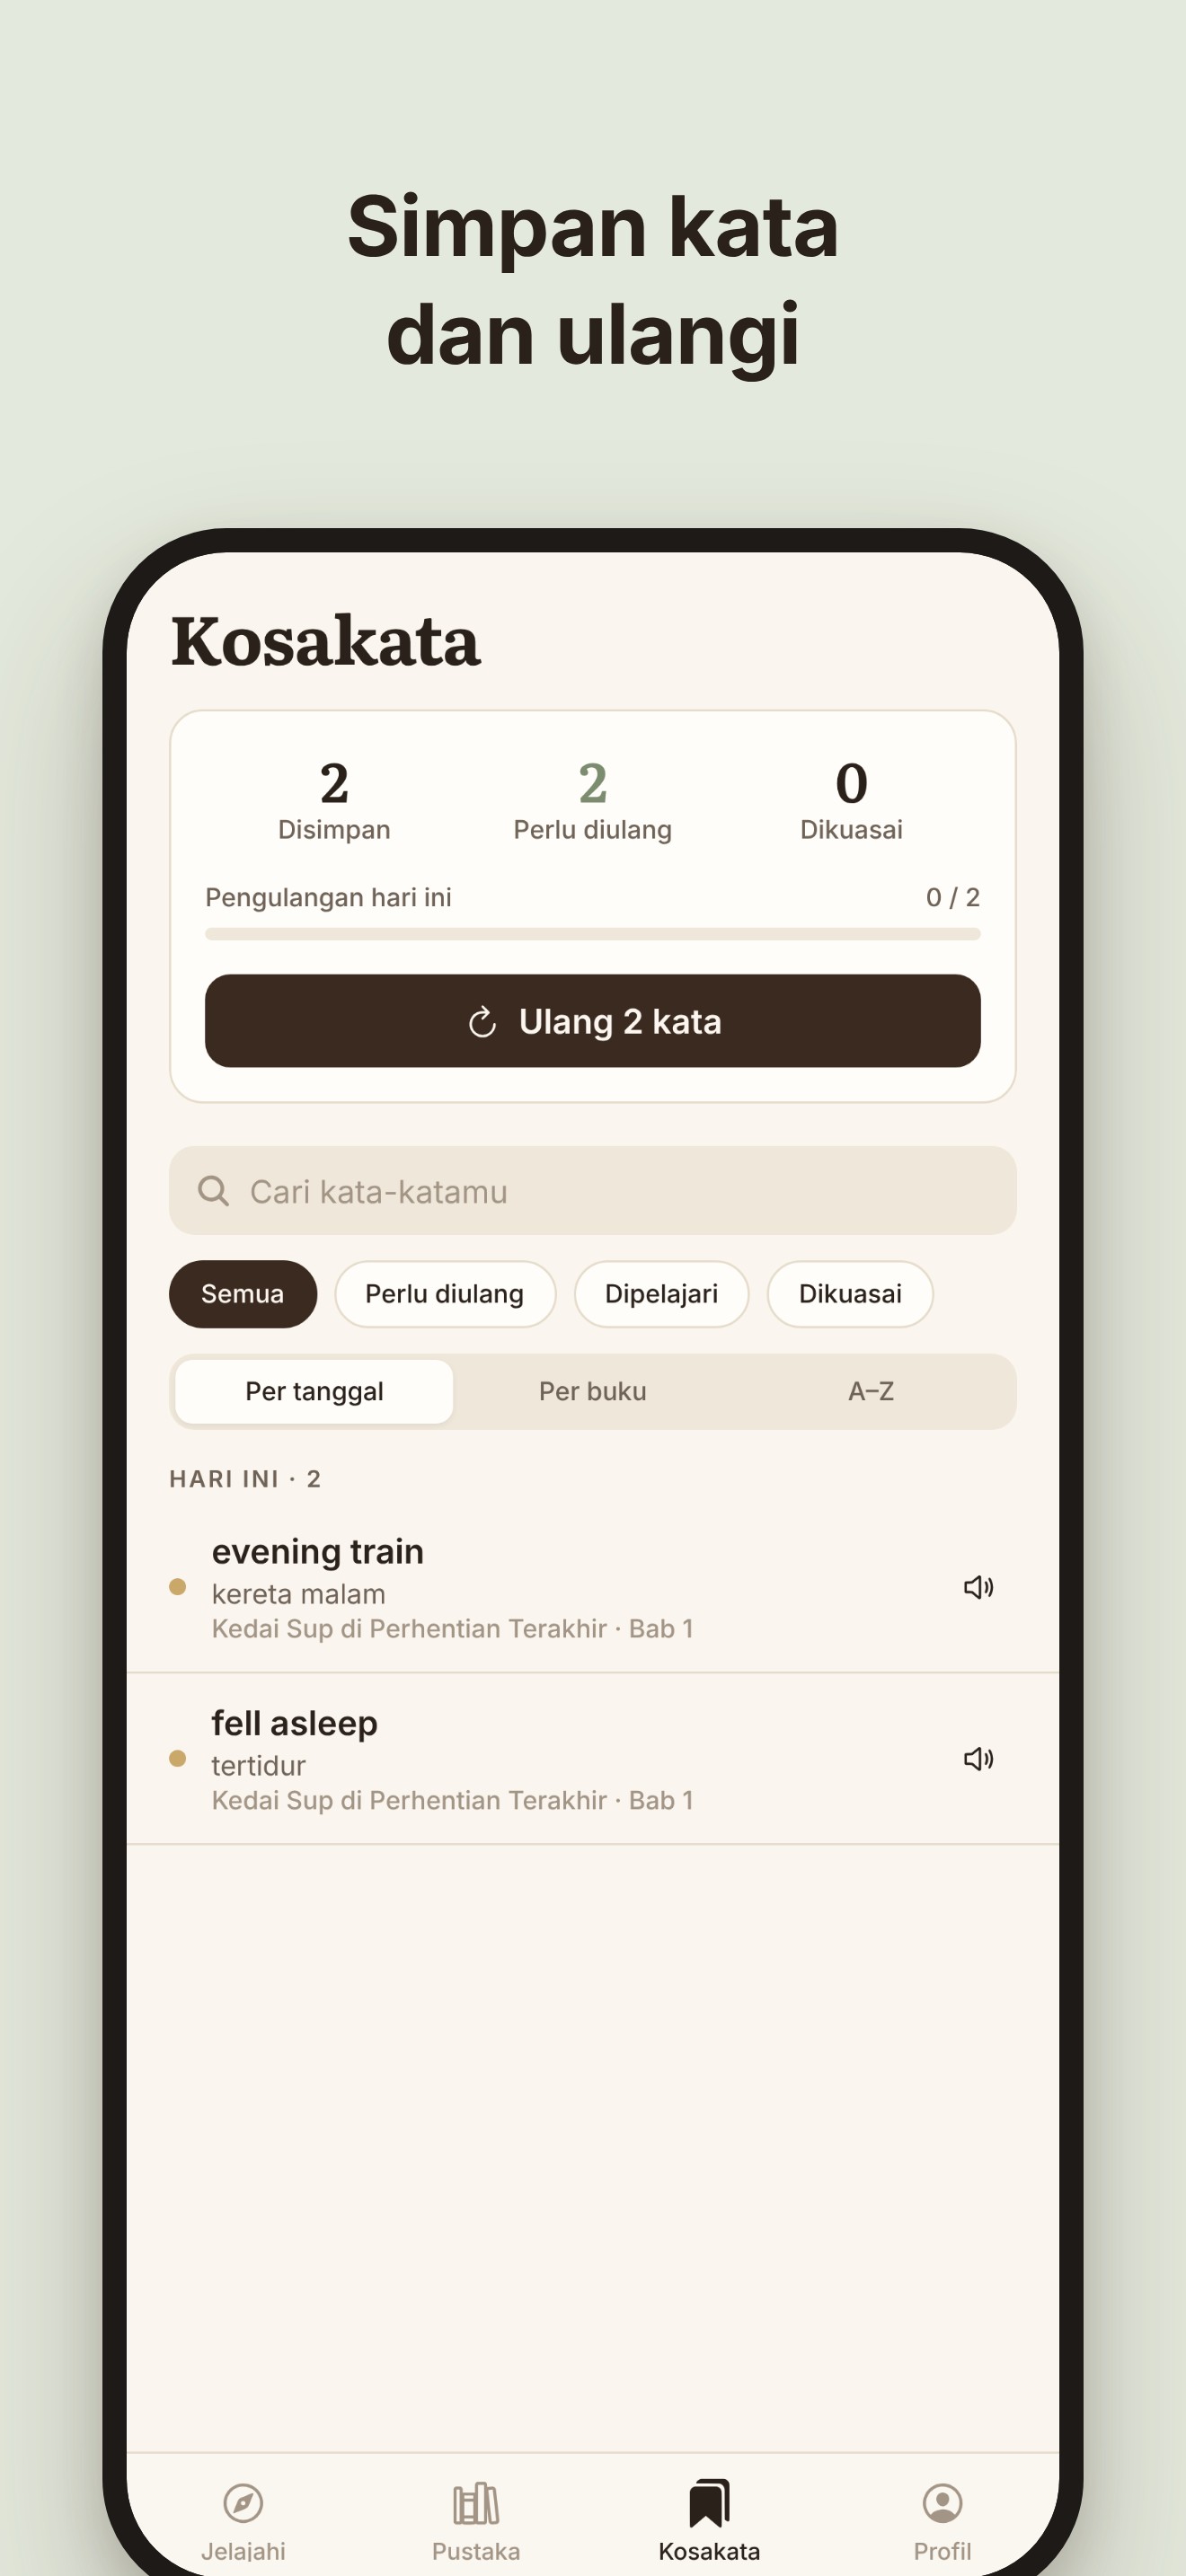 Simpan kata
dan ulangi
Kosakata
2
Disimpan
2
Perlu diulang
0
Dikuasai
Pengulangan hari ini
0 / 2
Ulang 2 kata
Cari kata-katamu
Semua
Perlu diulang
Dipelajari
Dikuasai
Per tanggal
Per buku
A–Z
HARI INI · 2
evening train
kereta malam
Kedai Sup di Perhentian Terakhir · Bab 1
fell asleep
tertidur
Kedai Sup di Perhentian Terakhir · Bab 1
Jelajahi
Pustaka
Kosakata
Profil